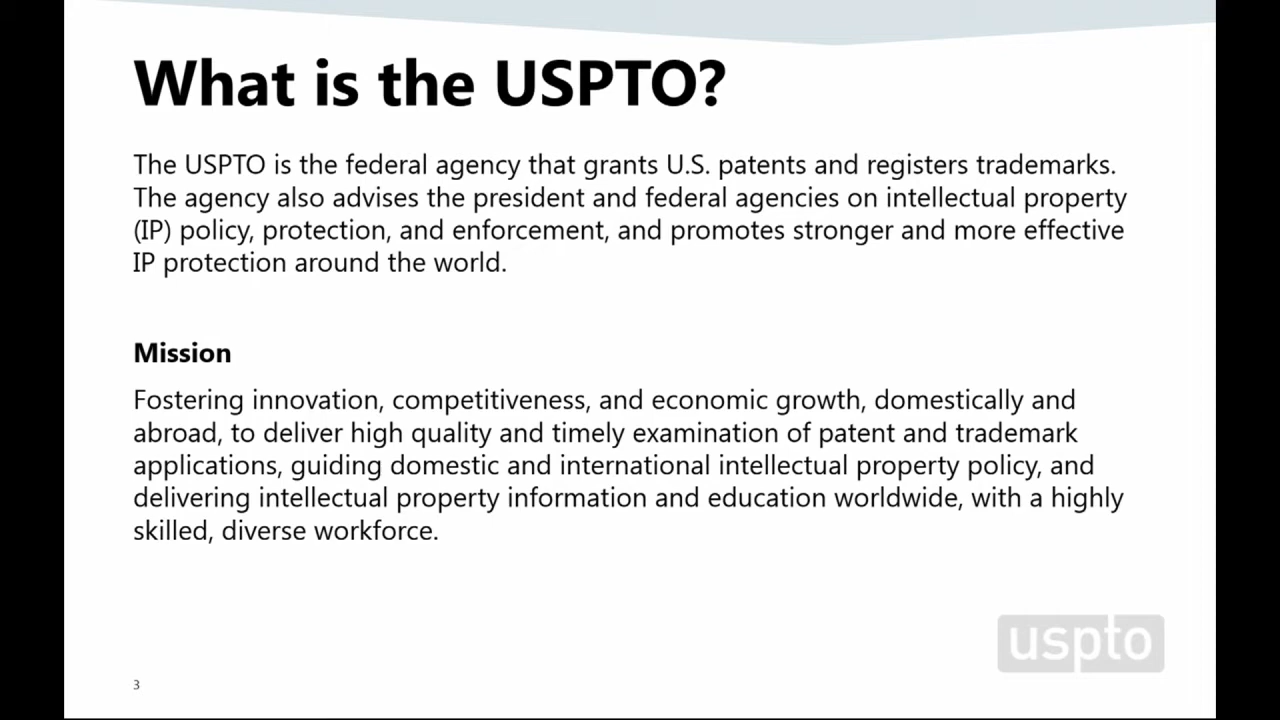 What is the USPTO?
The USPTO is the federal agency that grants U.S. patents and registers trademarks.
The agency also advises the president and federal agencies on intellectual property
(IP) policy, protection, and enforcement, and promotes stronger and more effective
IP protection around the world.
Mission
Fostering innovation, competitiveness, and economic growth, domestically and
abroad, to deliver high quality and timely examination of patent and trademark
applications, guiding domestic and international intellectual property policy, and
delivering intellectual property information and education worldwide, with a highly
skilled, diverse workforce.
uspto
3